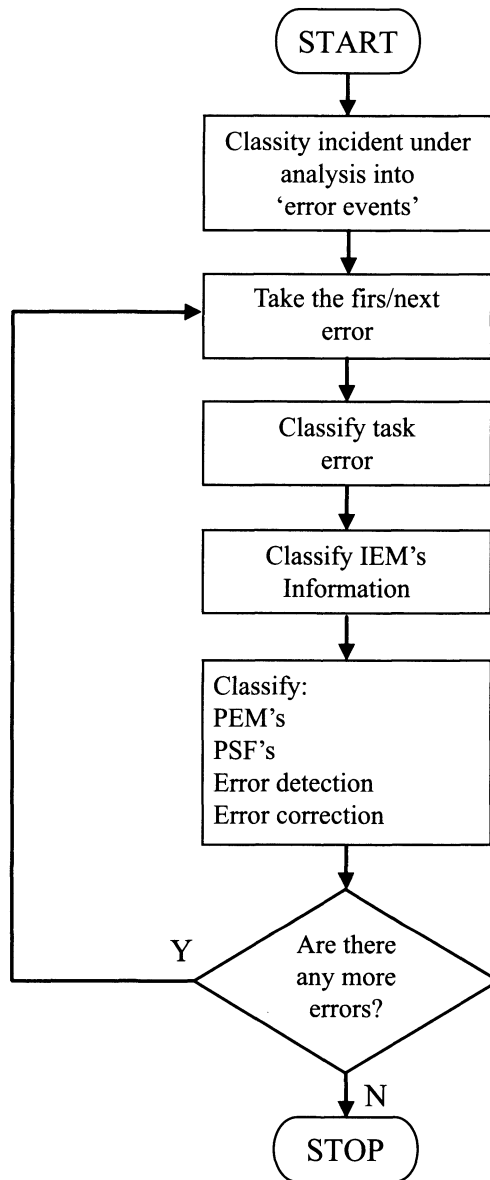 START
Classity incident under
analysis into
‘error events’
Take the firs/next
error
Classify task
error
Classify IEM’s
Information
Classify:
PEM’s
PSF’s
Error detection
Error correction
Are there
any more
errors?
Y
N
STOP